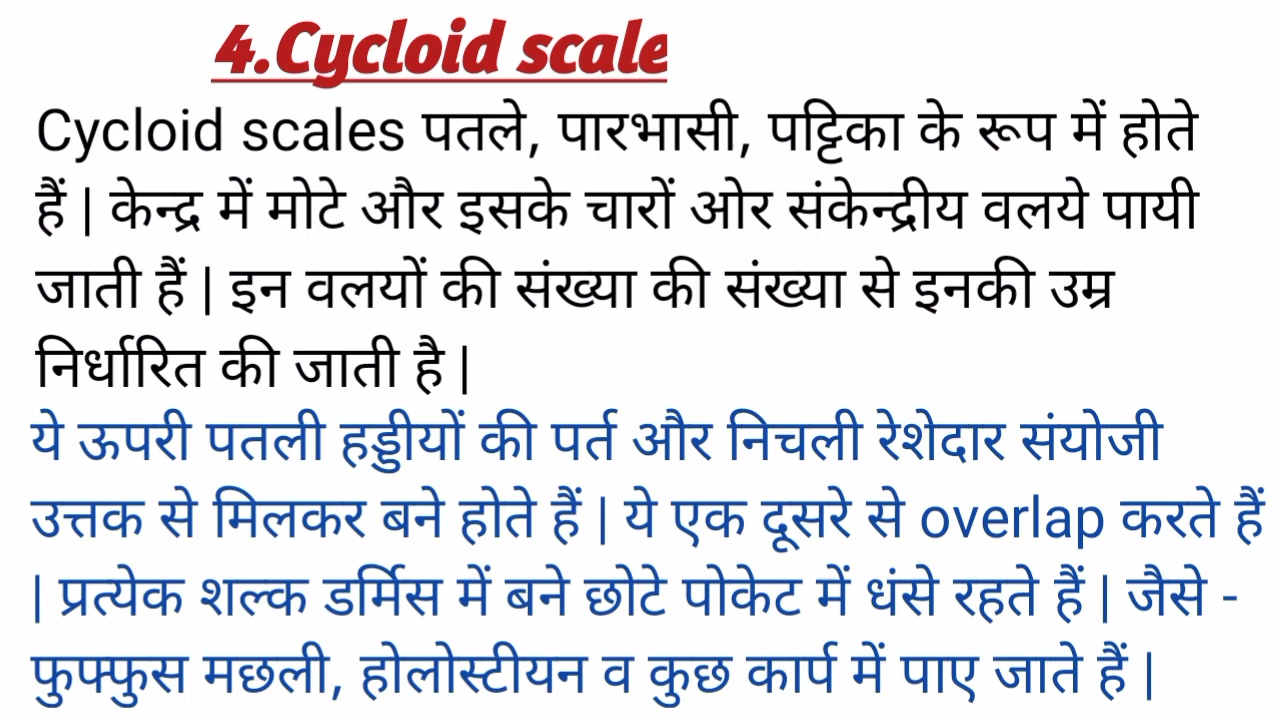 4.Cycloid scale
Cycloid scales पतले, पारभासी, पट्टिका के रूप में होते
हैं | केन्द्र में मोटे और इसके चारों ओर संकेन्द्रीय वलये पायी
जाती हैं | इन वलयों की संख्या की संख्या से इनकी उम्र
निर्धारित की जाती है |
ये ऊपरी पतली हड्डीयों की पर्त और निचली रेशेदार संयोजी
उत्तक से मिलकर बने होते हैं | ये एक दूसरे से overlap करते हैं
| प्रत्येक शल्क डर्मिस में बने छोटे पोकेट में धंसे रहते हैं | जैसे -
फुफ्फुस मछली, होलोस्टीयन व कुछ कार्प में पाए जाते हैं |